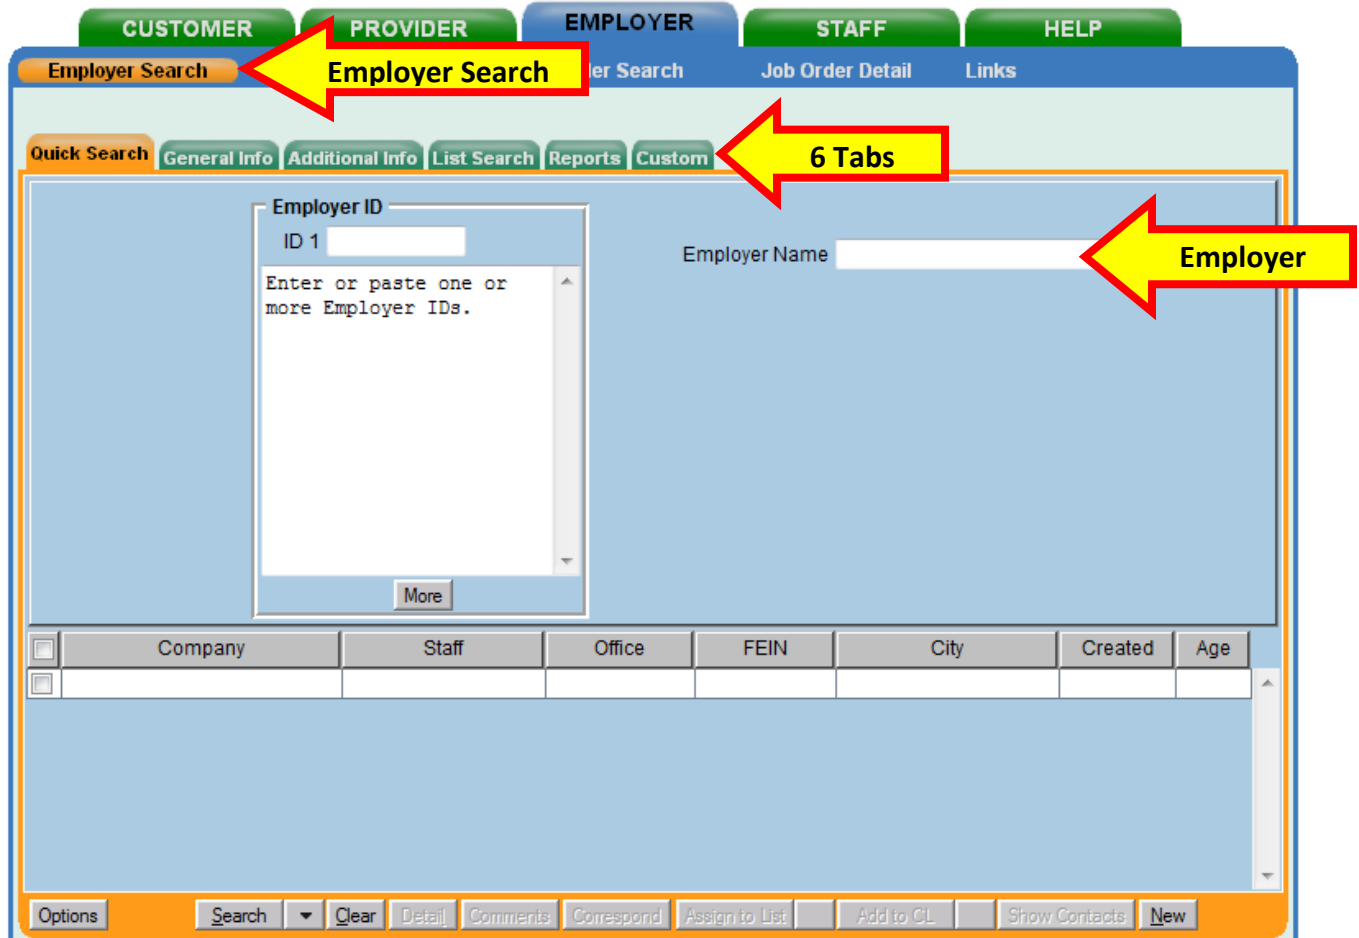 CUSTOMER PROVIDER EMPLOYER STAFF HELP
Employer Search Employer Search Search Job Order Detail Links
Quick Search General Info Additional Info List Search Reports Custom 6 Tabs
Employer ID
ID 1
Employer Name Employer
Enter or paste one or
more Employer IDs.
More
Company Staff Office FEIN City Created Age
Options Search Clear Detail Comments Correspond Assign to List Add to CL Show Contacts New